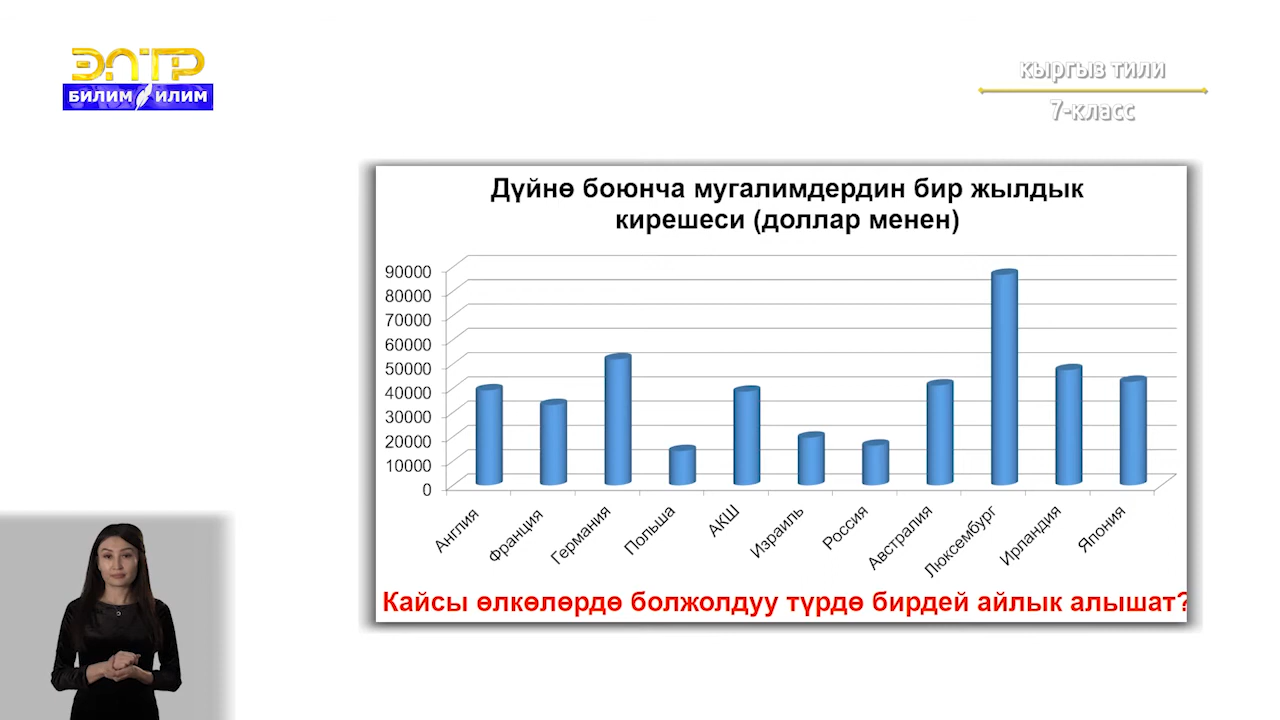 ЭЛТР
БИЛИМ ИЛИМ
кыргыз тили
7-класс
Дүйнө боюнча мугалимдердин бир жылдык
кирешеси (доллар менен)
90000
80000
70000
60000
50000
40000
30000
20000
10000
0
Англия
Франция
Германия
Польша
АКШ
Израиль
Россия
Австралия
Люксембург
Ирландия
Япония
Кайсы өлкөлөрдө болжолдуу түрдө бирдей айлык алышат?